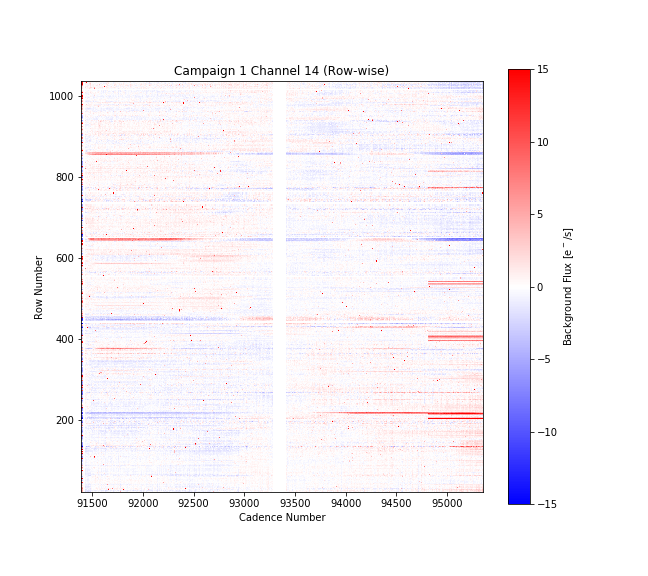 Campaign 1 Channel 14 (Row-wise)
1000
800
600
400
200
Row Number
91500 92000 92500 93000 93500 94000 94500 95000
Cadence Number
15
10
5
0
−5
−10
−15
Background Flux [e⁻/s]